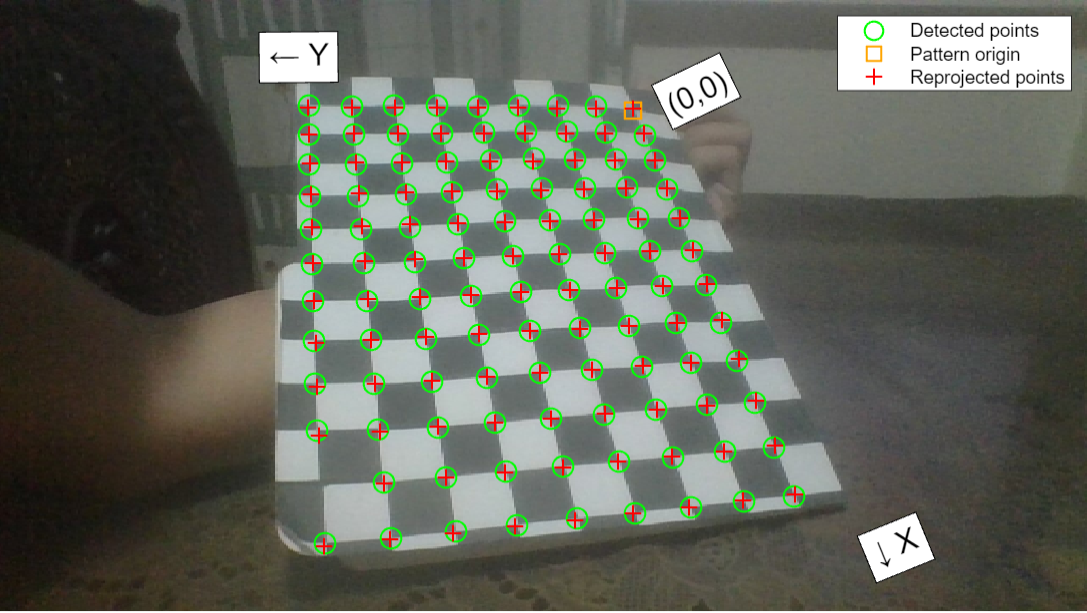 ← Y
(0,0)
Detected points
Pattern origin
Reprojected points
↓ X